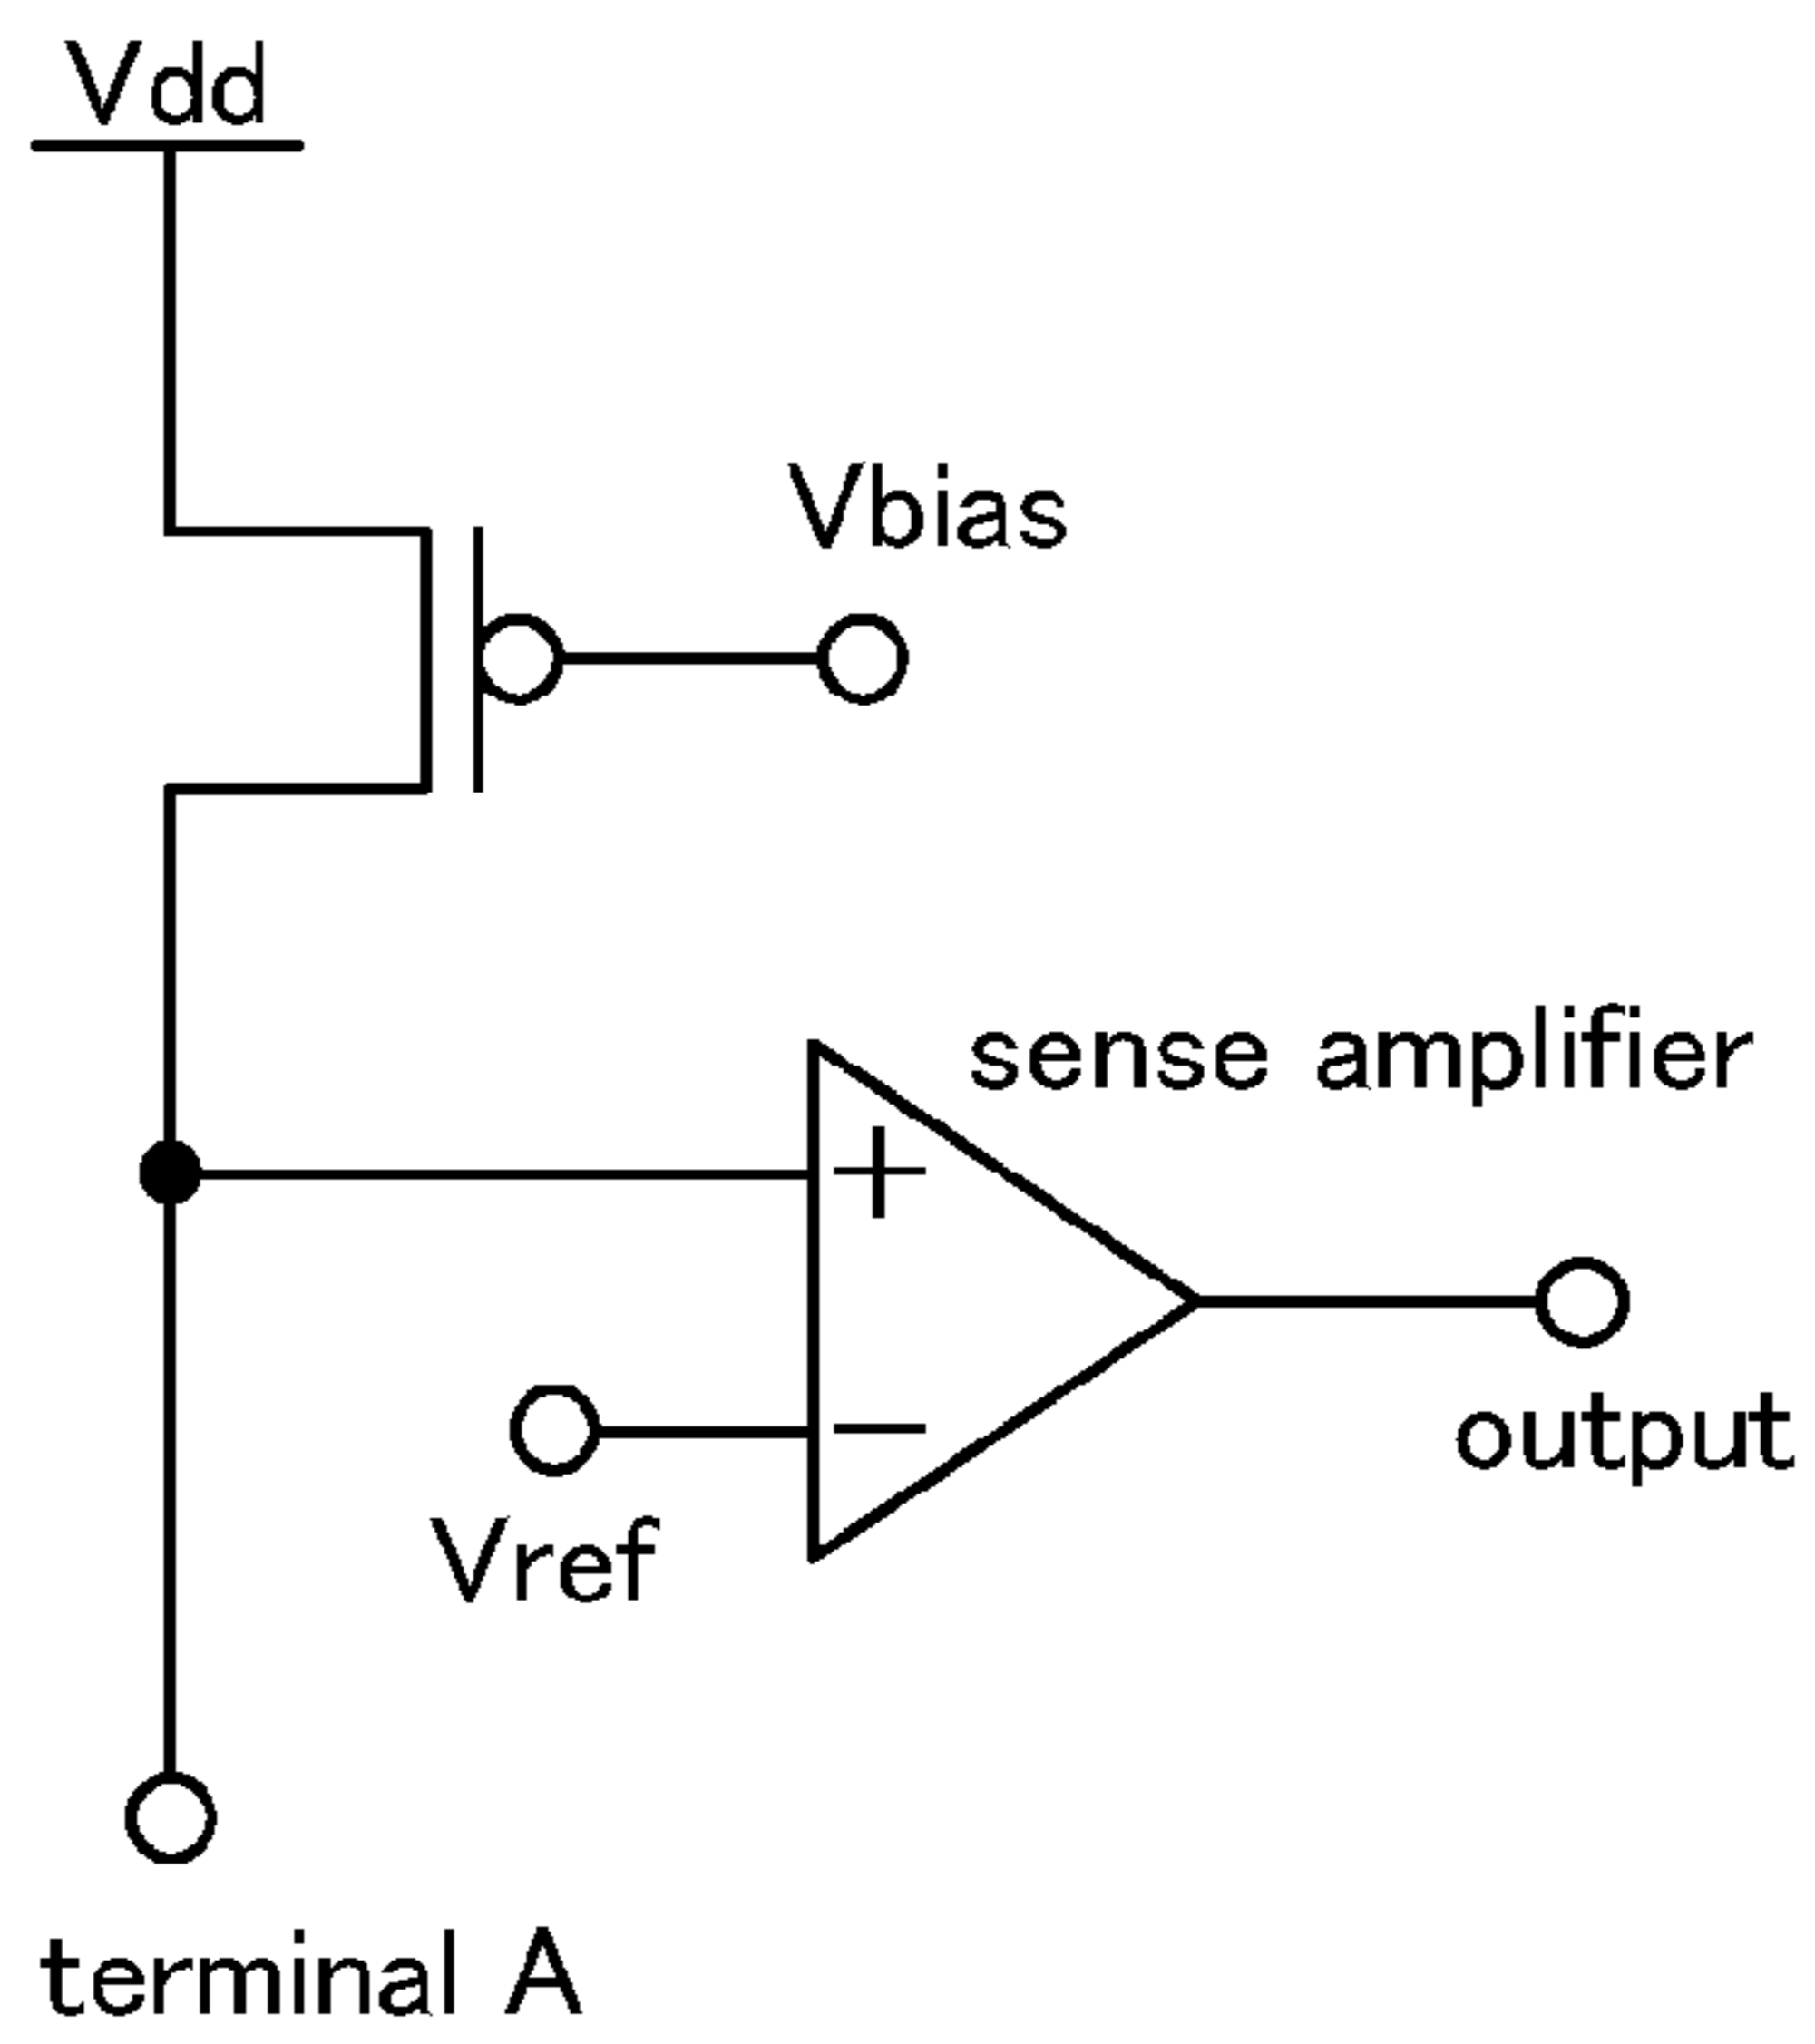 Vdd
Vbias
sense amplifier
+
−
output
Vref
terminal A